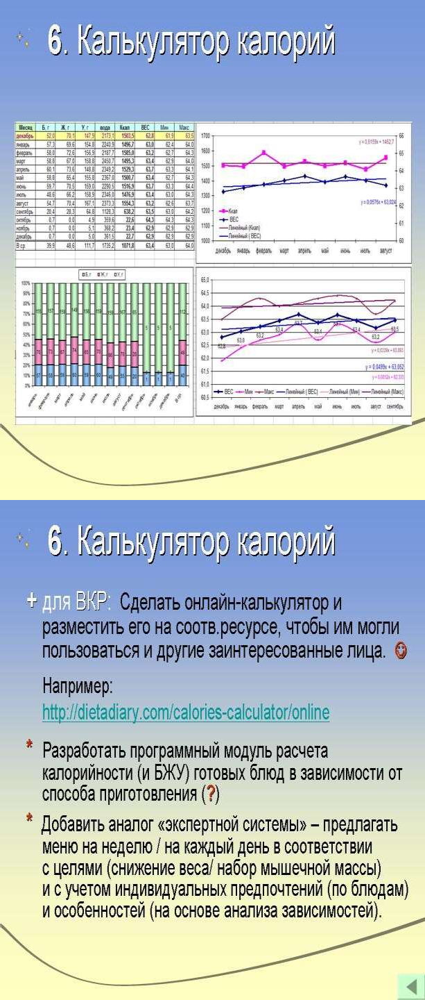 6. Калькулятор калорий
Месяц Б, г Ж, г У, г вода Ккал ВЕС Мин Макс
декабрь 52,0 70,1 147,9 2173,1 1503,5 62,8 61,9 63,5
январь 57,3 69,6 154,8 2240,9 1496,7 63,0 62,4 64,0
февраль 58,0 72,6 156,9 2187,7 1585,0 63,2 62,7 64,3
март 58,8 67,0 158,8 2450,7 1495,3 63,4 62,9 64,0
апрель 60,1 73,6 148,8 2349,2 1529,3 63,7 63,3 64,1
май 58,8 65,4 155,8 2367,0 1500,7 63,4 62,7 64,3
июнь 59,7 70,5 159,0 2290,5 1516,9 63,7 63,3 64,4
июль 48,6 66,2 158,9 2346,0 1476,9 63,4 63,0 64,3
август 54,7 70,4 167,1 2373,3 1554,3 63,2 62,6 63,7
сентябрь 20,4 28,3 64,8 1128,3 638,2 63,5 63,0 64,2
октябрь 0,7 0,0 4,9 359,6 22,6 64,3 64,3 64,3
ноябрь 0,7 0,0 5,1 368,2 23,4 62,9 62,9 62,9
декабрь 0,7 0,0 5,0 361,5 22,7 62,9 62,9 62,9
В ср. 39,9 48,6 111,7 1735,2 1071,8 63,4 63,0 64,0
1700
1600
1500
1400
1300
1200
1100
1000
66
65
64
63
62
61
60
y = 0,0576x + 63,024
Ккал
ВЕС
Линейный (Ккал)
Линейный ( ВЕС)
декабрь январь февраль март апрель май июнь июль август
Б, г Ж, г У, г
100%
90%
80%
70%
60%
50%
40%
30%
20%
10%
0%
январь февраль март апрель май июнь июль август сентябрь октябрь ноябрь декабрь В ср.
65,0
64,5
64,0
63,5
63,0
62,5
62,0
61,5
61,0
60,5
62,8 63,0 63,2 63,4 63,7 63,4 63,7 63,4 63,2 63,5
y = 0,0499x + 63,052
ВЕС Мин Макс Линейный ( ВЕС) Линейный (Мин) Линейный (Макс)
декабрь январь февраль март апрель май июнь июль август сентябрь
6. Калькулятор калорий
+ для ВКР: Сделать онлайн-калькулятор и
разместить его на соотв.ресурсе, чтобы им могли
пользоваться и другие заинтересованные лица.
Например:
http://dietadiary.com/calories-calculator/online
* Разработать программный модуль расчета
калорийности (и БЖУ) готовых блюд в зависимости от
способа приготовления (?)
* Добавить аналог «экспертной системы» – предлагать
меню на неделю / на каждый день в соответствии
с целями (снижение веса/ набор мышечной массы)
и с учетом индивидуальных предпочтений (по блюдам)
и особенностей (на основе анализа зависимостей).